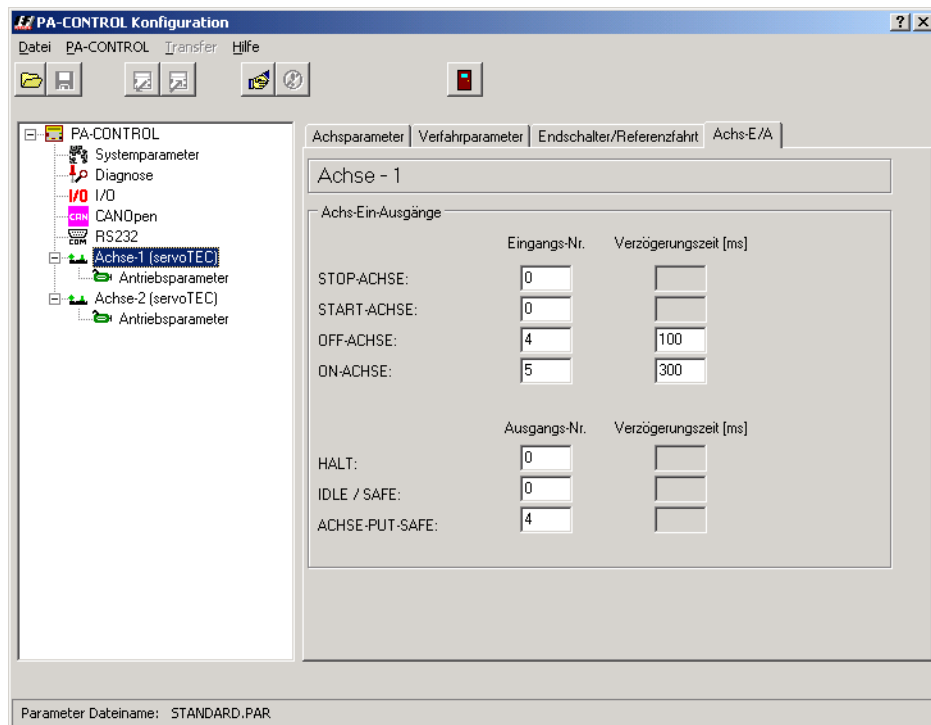 PA-CONTROL Konfiguration
Datei PA-CONTROL Transfer Hilfe
PA-CONTROL
Systemparameter
Diagnose
I/O I/O
CAN CANOpen
COM RS232
Achse-1 (servoTEC)
Antriebsparameter
Achse-2 (servoTEC)
Antriebsparameter
Achsparameter Verfahrparameter Endschalter/Referenzfahrt Achs-E/A
Achse - 1
Achs-Ein-Ausgänge
Eingangs-Nr. Verzögerungszeit [ms]
STOP-ACHSE: 0
START-ACHSE: 0
OFF-ACHSE: 4 100
ON-ACHSE: 5 300
Ausgangs-Nr. Verzögerungszeit [ms]
HALT: 0
IDLE / SAFE: 0
ACHSE-PUT-SAFE: 4
Parameter Dateiname: STANDARD.PAR